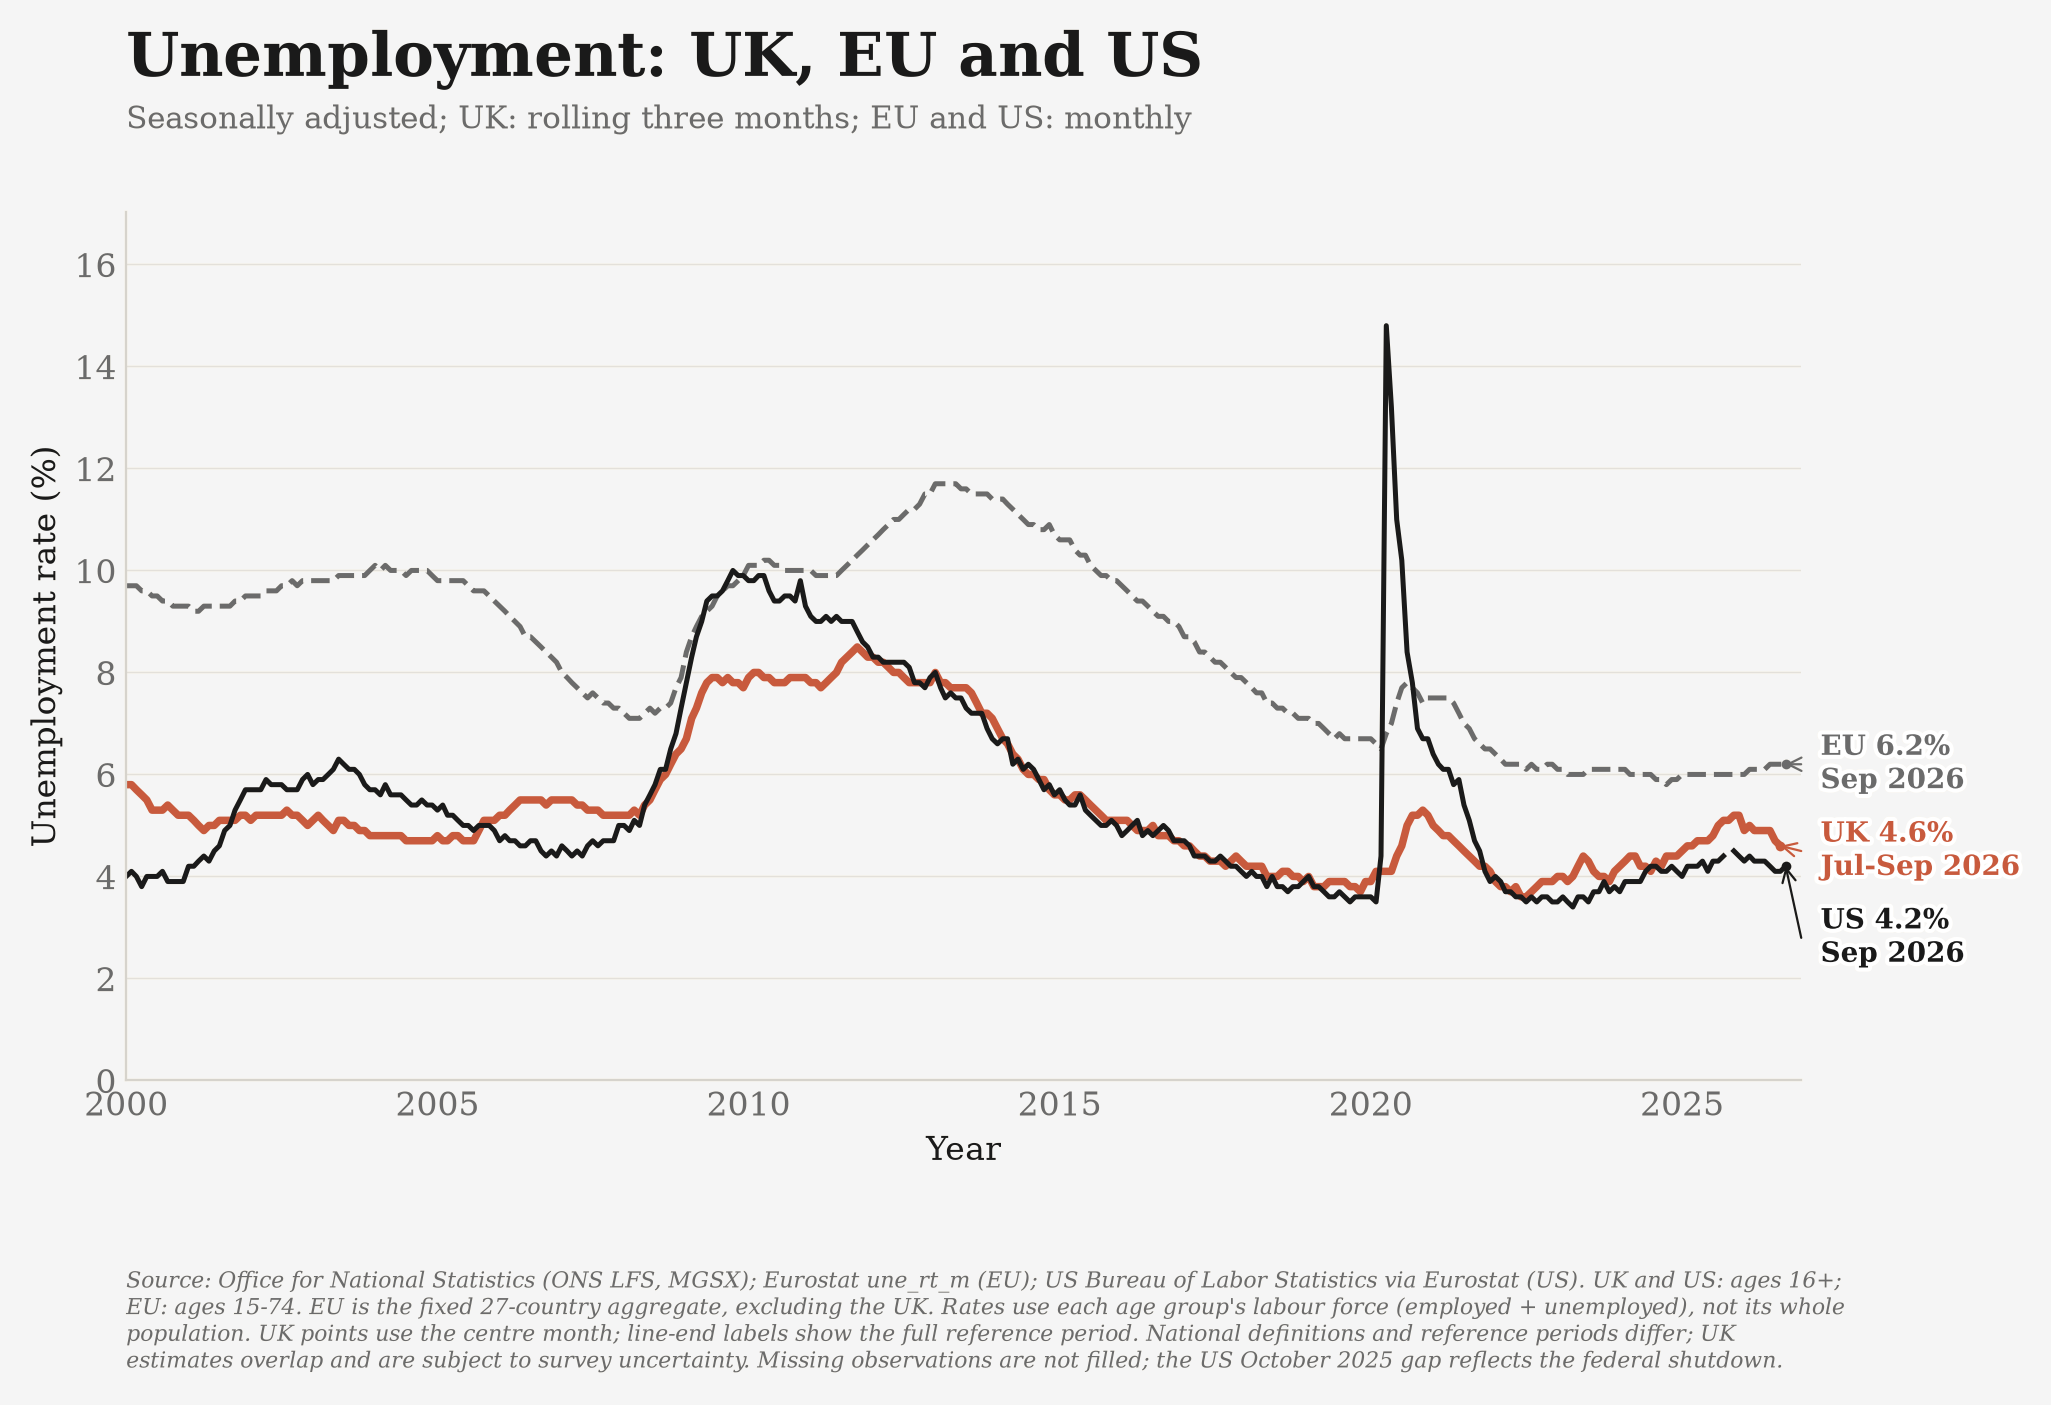 Unemployment: UK, EU and US
Seasonally adjusted; UK: rolling three months; EU and US: monthly
Unemployment rate (%)
16
14
12
10
8
6
4
2
0
2000
2005
2010
2015
2020
2025
Year
EU 6.2%
Sep 2026
UK 4.6%
Jul-Sep 2026
US 4.2%
Sep 2026
Source: Office for National Statistics (ONS LFS, MGSX); Eurostat une_rt_m (EU); US Bureau of Labor Statistics via Eurostat (US). UK and US: ages 16+;
EU: ages 15-74. EU is the fixed 27-country aggregate, excluding the UK. Rates use each age group's labour force (employed + unemployed), not its whole
population. UK points use the centre month; line-end labels show the full reference period. National definitions and reference periods differ; UK
estimates overlap and are subject to survey uncertainty. Missing observations are not filled; the US October 2025 gap reflects the federal shutdown.